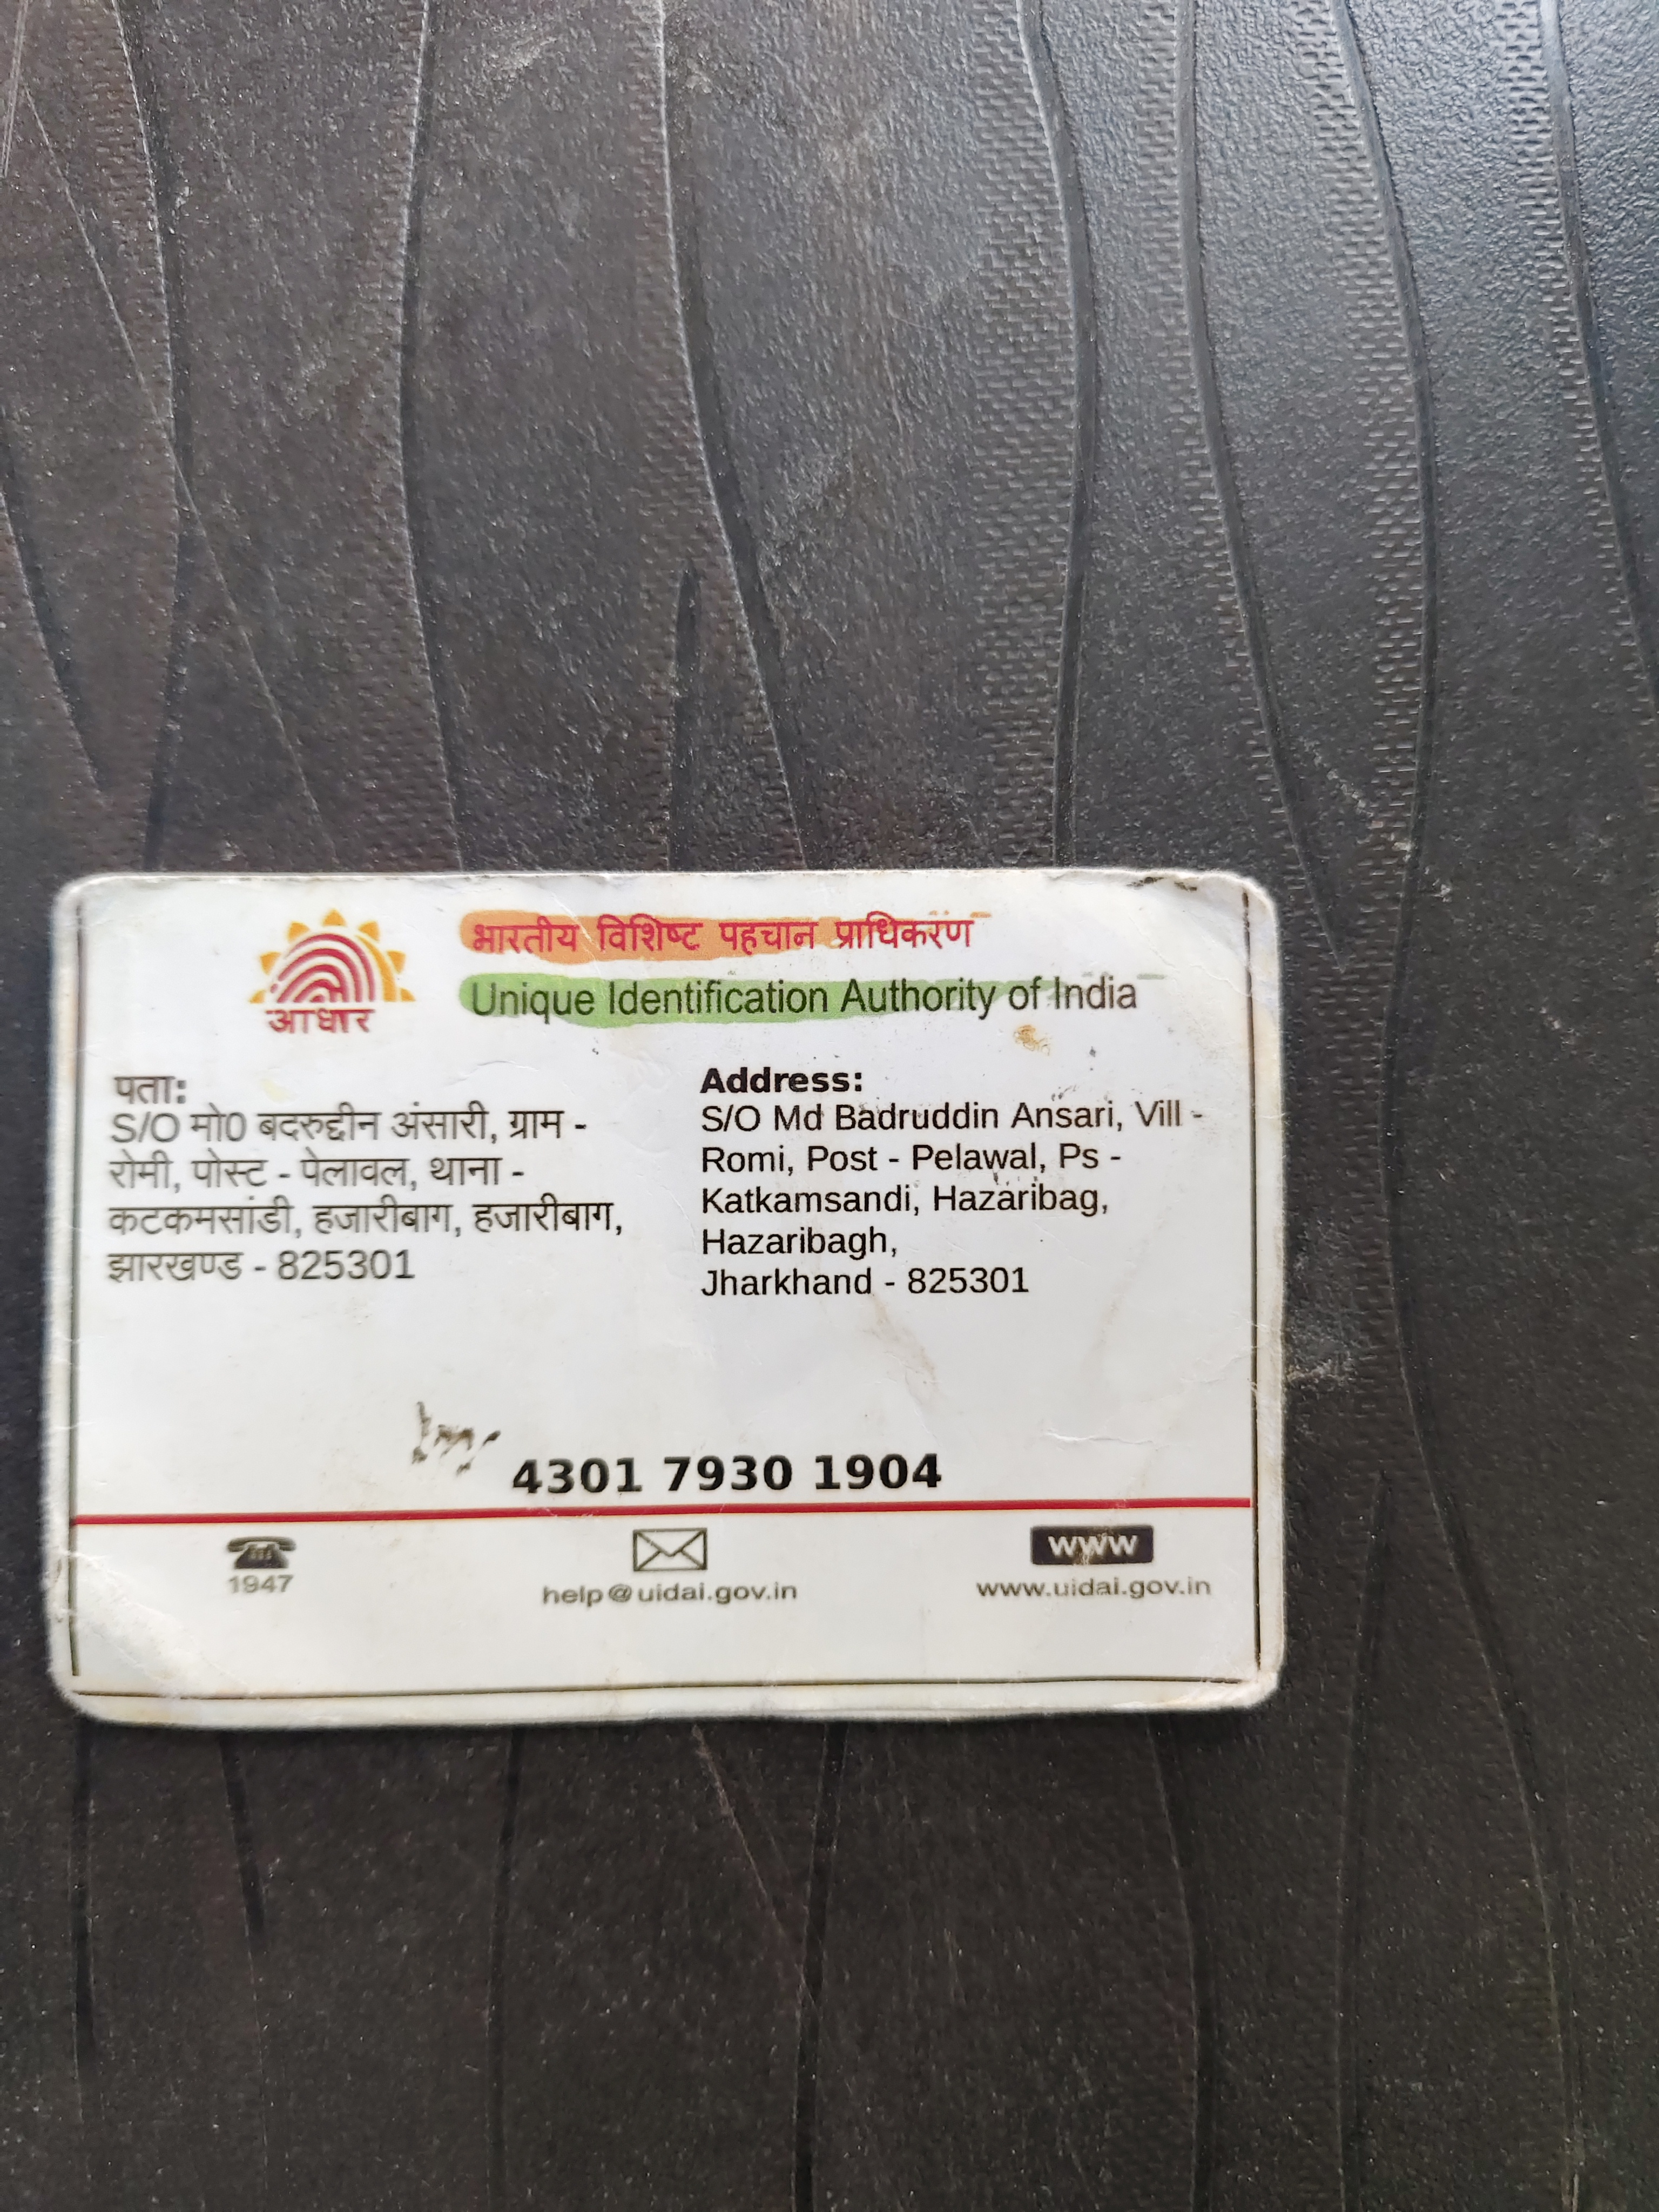 आधार
भारतीय विशिष्ट पहचान प्राधिकरण
Unique Identification Authority of India
पता:
S/O मो0 बदरुद्दीन अंसारी, ग्राम -
रोमी, पोस्ट - पेलावल, थाना -
कटकमसांडी, हजारीबाग, हजारीबाग,
झारखण्ड - 825301
Address:
S/O Md Badruddin Ansari, Vill -
Romi, Post - Pelawal, Ps -
Katkamsandi, Hazaribag,
Hazaribagh,
Jharkhand - 825301
4301 7930 1904
1947
help@uidai.gov.in
www
www.uidai.gov.in